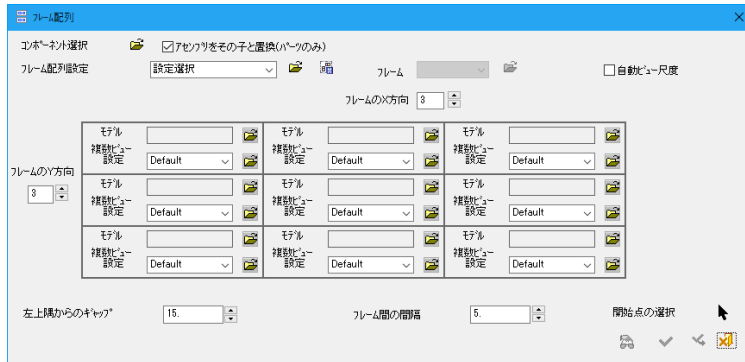 フレーム配列
コンポーネント選択 アセンブリをその子と置換(パーツのみ)
フレーム配列設定 設定選択 フレーム 自動ビュー尺度
フレームのX方向 3
フレームのY方向 3
モデル モデル モデル
複数ビュー設定 Default 複数ビュー設定 Default 複数ビュー設定 Default
モデル モデル モデル
複数ビュー設定 Default 複数ビュー設定 Default 複数ビュー設定 Default
モデル モデル モデル
複数ビュー設定 Default 複数ビュー設定 Default 複数ビュー設定 Default
左上隅からのギャップ 15. フレーム間の間隔 5. 開始点の選択